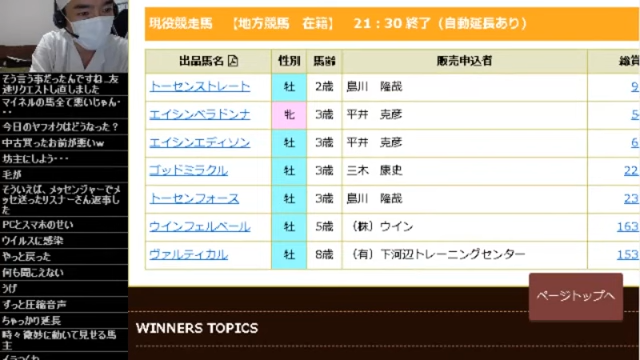 現役競走馬 【地方競馬 在籍】 21：30 終了（自動延長あり）
出品馬名 性別 馬齢 販売申込者 総賞
トーセンストレート 牡 2歳 島川 隆哉 9
エイシンベラドンナ 牝 3歳 平井 克彦 5
エイシンエディソン 牡 3歳 平井 克彦 6
ゴッドミラクル 牡 3歳 三木 康史 22
トーセンフォース 牡 3歳 島川 隆哉 23
ウインフェルベール 牡 5歳 （株）ウイン 163
ヴァルティカル 牡 8歳 （有）下河辺トレーニングセンター 153
ページトップへ
WINNERS TOPICS
そう言う事だったんですね…友
達リクエストし直しました
マイネルの馬全て悪いじゃん・
・・
今日のヤフオクはどうなった？
中古買ったお前が悪いw
坊主にしよう・・・
毛が
そういえば、メッセンジャーでメ
ッセ送ったリスナーさん返事し
た
PCとスマホのせい
ウイルスに感染
やっと戻った
何も聞こえない
うげ
ずっと圧縮音声
ちゃっかり延長
時々微妙に動いて見せる馬
主